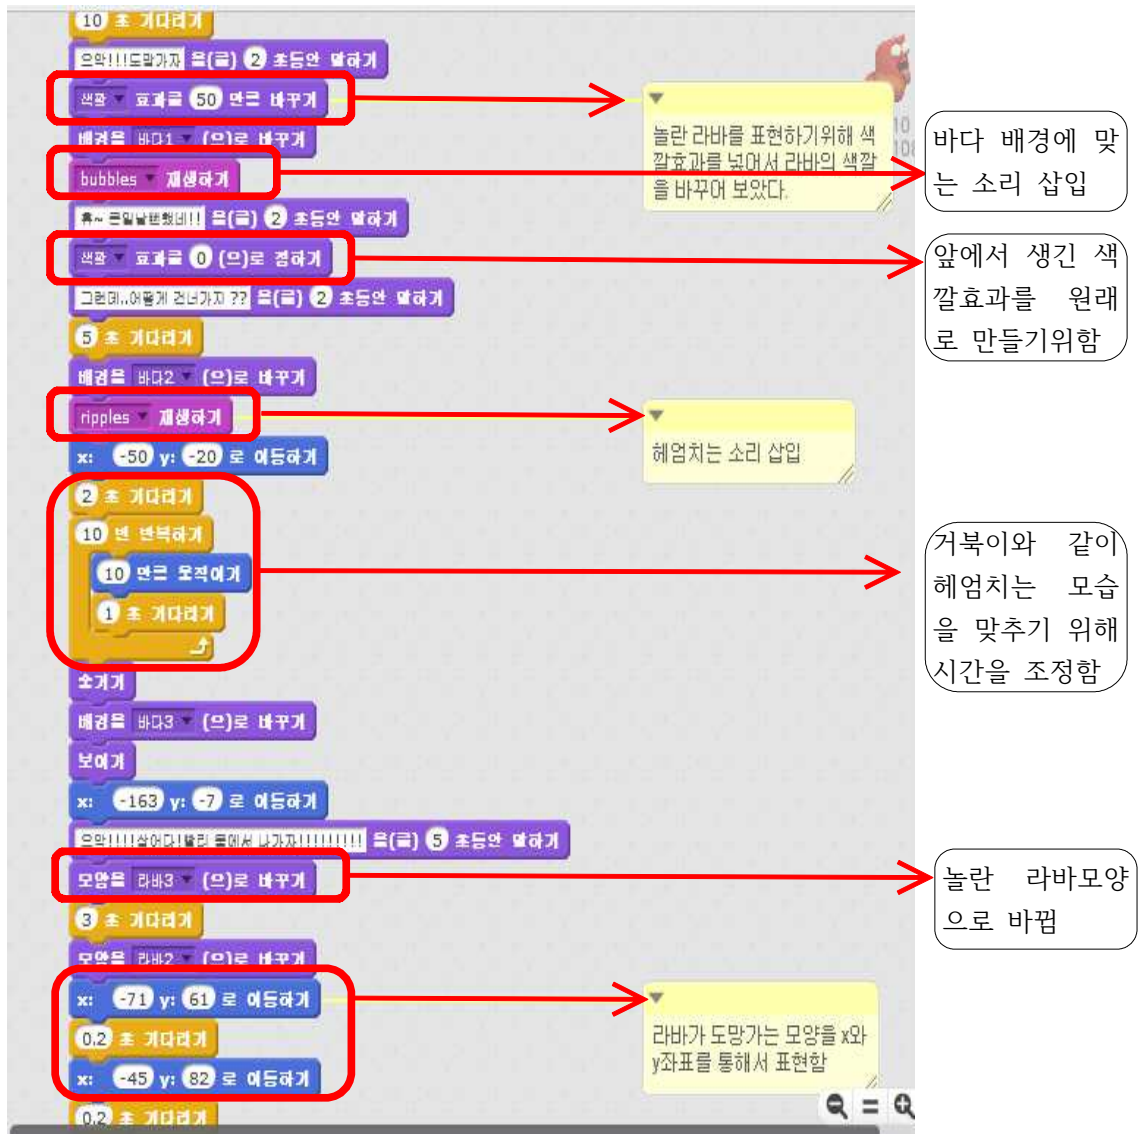 10 초 기다리기
으악!!!도망가자 을(를) 2 초동안 말하기
색깔 효과를 50 만큼 바꾸기
배경을 바다1 (으)로 바꾸기
bubbles 재생하기
휴~ 큰일날뻔했네!! 을(를) 2 초동안 말하기
색깔 효과를 0 (으)로 정하기
그런데..어떻게 건너가지 ?? 을(를) 2 초동안 말하기
5 초 기다리기
배경을 바다2 (으)로 바꾸기
ripples 재생하기
x: -50 y: -20 로 이동하기
2 초 기다리기
10 번 반복하기
10 만큼 움직이기
1 초 기다리기
숨기기
배경을 바다3 (으)로 바꾸기
보이기
x: -163 y: -7 로 이동하기
으악!!!!상어다!빨리 물에서 나가자!!!!!!!!!! 을(를) 5 초동안 말하기
모양을 라바3 (으)로 바꾸기
3 초 기다리기
모양을 라바2 (으)로 바꾸기
x: -71 y: 61 로 이동하기
0.2 초 기다리기
x: -45 y: 82 로 이동하기
0.2 초 기다리기
놀란 라바를 표현하기위해 색
깔효과를 넣어서 라바의 색깔
을 바꾸어 보았다.
헤엄치는 소리 삽입
라바가 도망가는 모양을 x와
y좌표를 통해서 표현함
바다 배경에 맞
는 소리 삽입
앞에서 생긴 색
깔효과를 원래
로 만들기위함
거북이와 같이
헤엄치는 모습
을 맞추기 위해
시간을 조정함
놀란 라바모양
으로 바뀜